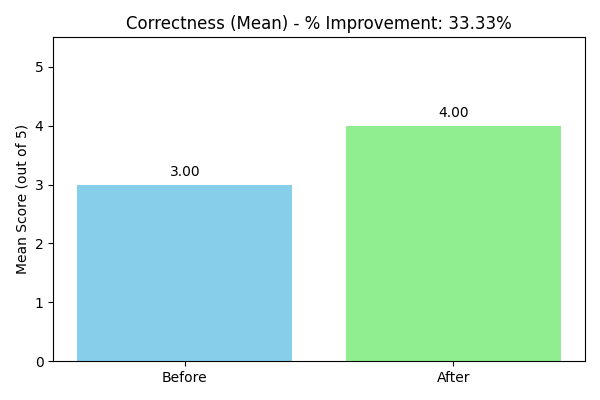 Correctness (Mean) - % Improvement: 33.33%
Mean Score (out of 5)
5
4
3
2
1
0
3.00
4.00
Before
After